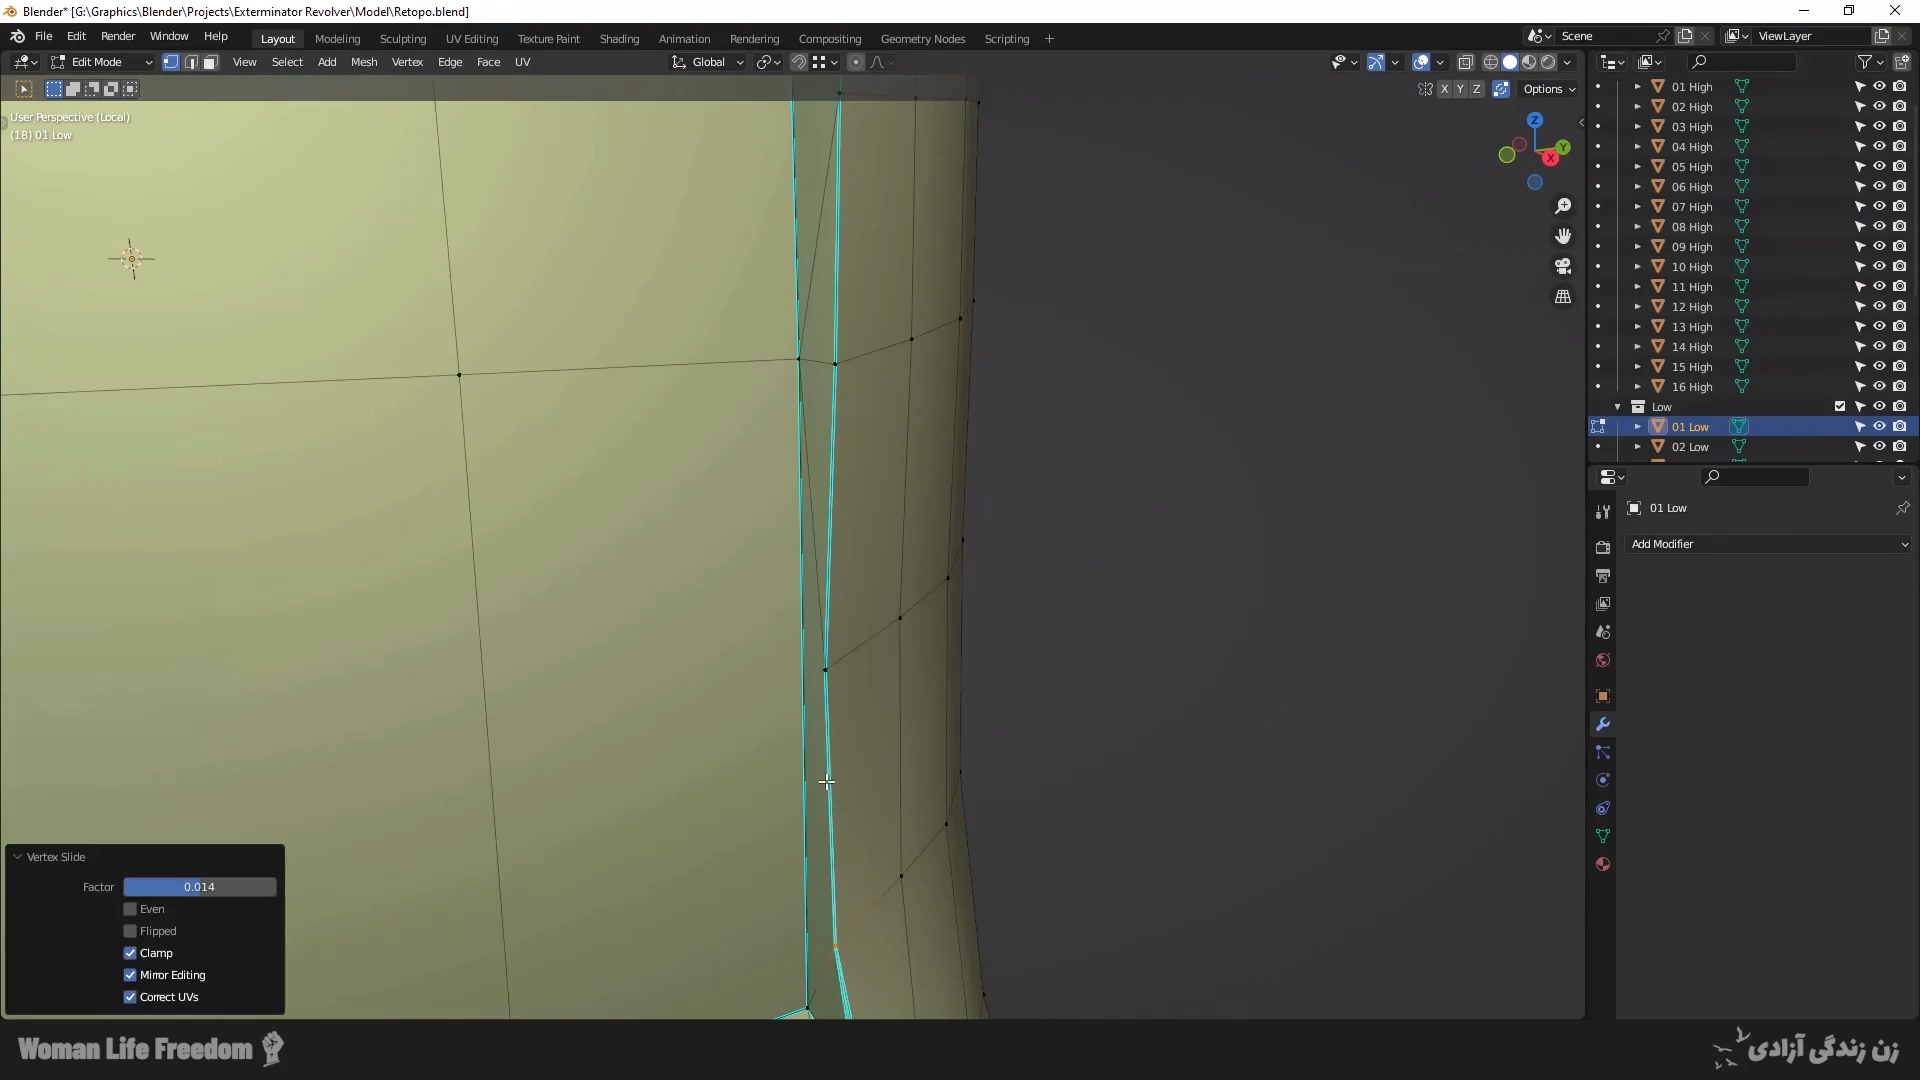 Blender* [G:\Graphics\Blender\Projects\Exterminator Revolver\Model\Retopo.blend]
File Edit Render Window Help
Layout Modeling Sculpting UV Editing Texture Paint Shading Animation Rendering Compositing Geometry Nodes Scripting +
Scene
ViewLayer
Edit Mode View Select Add Mesh Vertex Edge Face UV
Global
X Y Z Options
User Perspective (Local)
(18) 01 Low
Z
Y
X
01 High
02 High
03 High
04 High
05 High
06 High
07 High
08 High
09 High
10 High
11 High
12 High
13 High
14 High
15 High
16 High
Low
01 Low
02 Low
01 Low
Add Modifier
Vertex Slide
Factor 0.014
Even
Flipped
Clamp
Mirror Editing
Correct UVs
Woman Life Freedom
زن زندگی آزادی